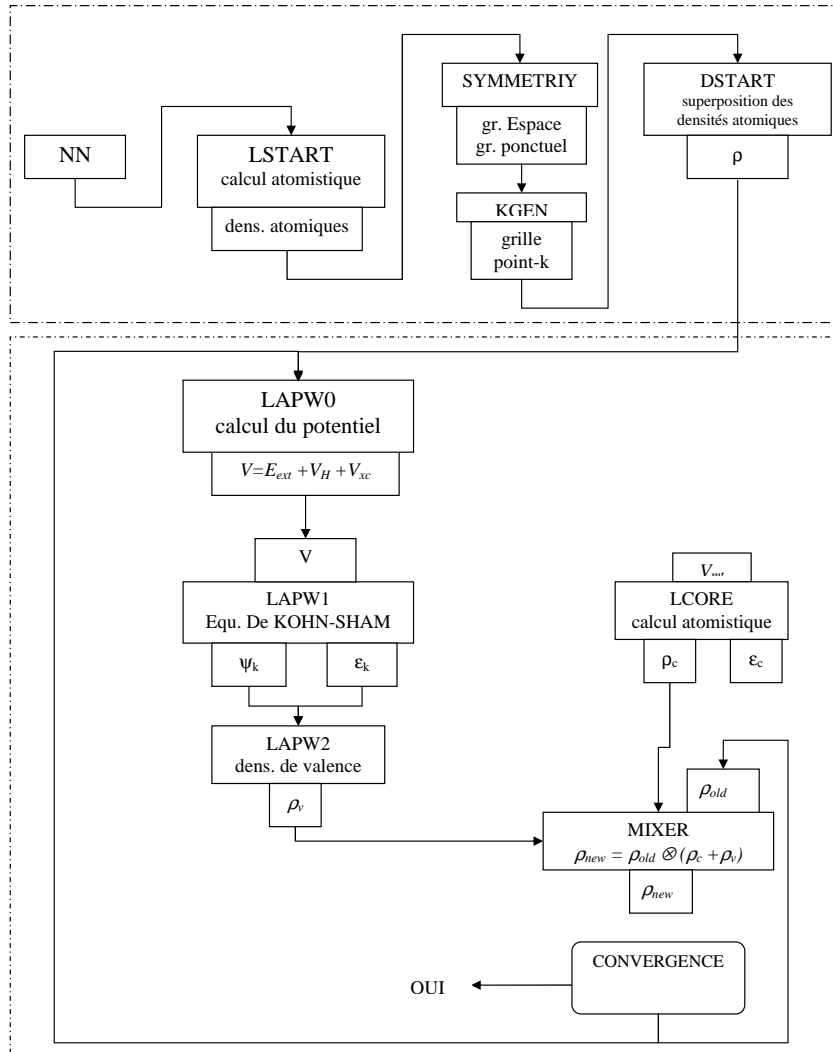 SYMMETRIY
gr. Espace
gr. ponctuel
DSTART
superposition des
densités atomiques
ρ
NN
LSTART
calcul atomistique
dens. atomiques
KGEN
grille
point-k
LAPW0
calcul du potentiel
V=E_ext +V_H +V_xc
V
LAPW1
Equ. De KOHN-SHAM
ψ_k
ε_k
LCORE
calcul atomistique
ρ_c
ε_c
LAPW2
dens. de valence
ρ_v
ρ_old
MIXER
ρ_new = ρ_old ⊗ (ρ_c + ρ_v)
ρ_new
CONVERGENCE
OUI